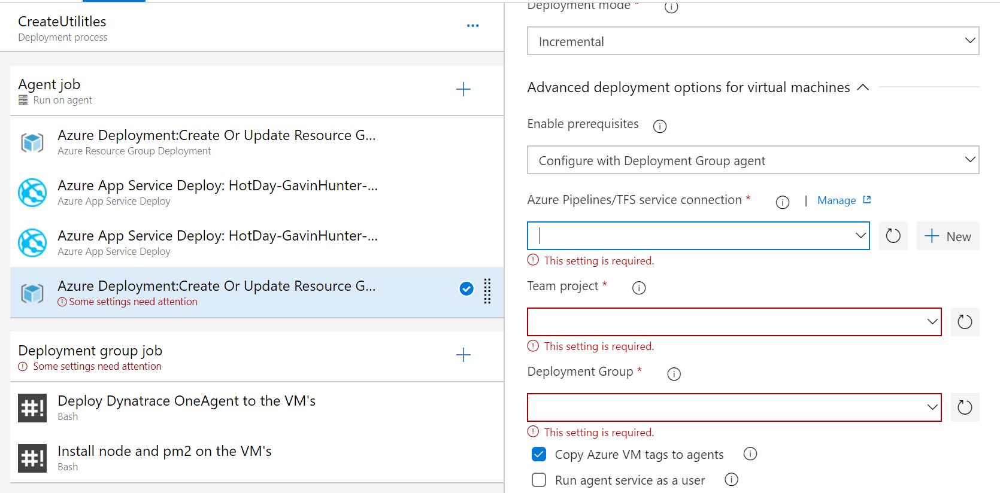 CreateUtilitles
Deployment process
Agent job
Run on agent
Azure Deployment:Create Or Update Resource G...
Azure Resource Group Deployment
Azure App Service Deploy: HotDay-GavinHunter-...
Azure App Service Deploy
Azure App Service Deploy: HotDay-GavinHunter-...
Azure App Service Deploy
Azure Deployment:Create Or Update Resource G...
Some settings need attention
Deployment group job
Some settings need attention
#! Deploy Dynatrace OneAgent to the VM's
Bash
#! Install node and pm2 on the VM's
Bash
Deployment mode *
Incremental
Advanced deployment options for virtual machines
Enable prerequisites
Configure with Deployment Group agent
Azure Pipelines/TFS service connection * | Manage
New
This setting is required.
Team project *
This setting is required.
Deployment Group *
This setting is required.
Copy Azure VM tags to agents
Run agent service as a user